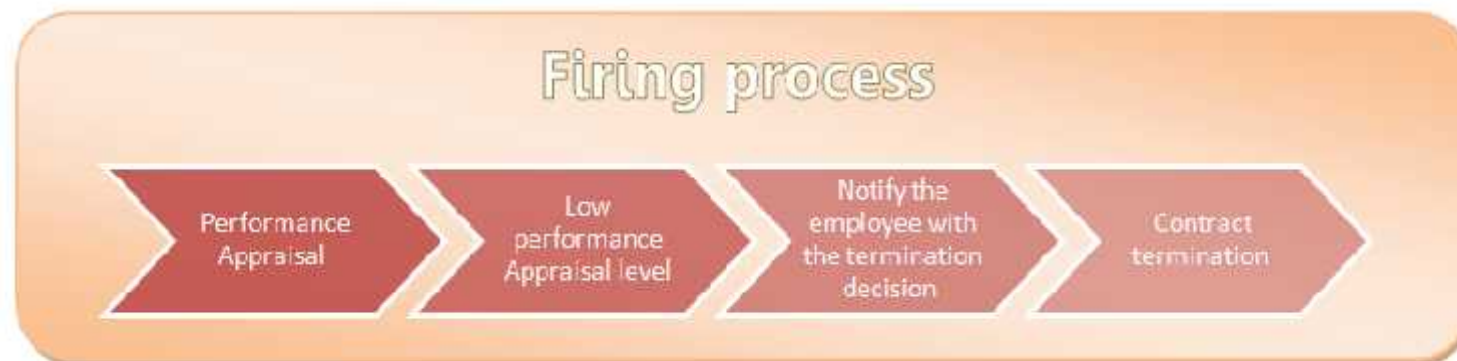 Firing process
Performance
Appraisal
Low
performance
Appraisal level
Notify the
employee with
the termination
decision
Contract
termination